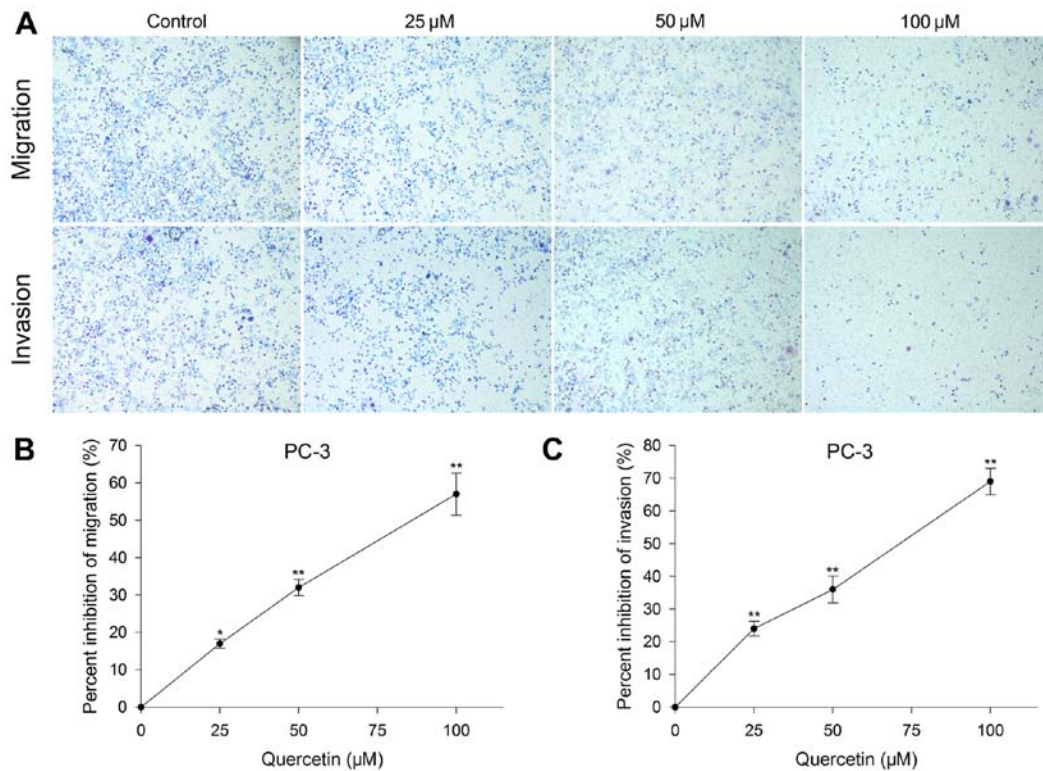 A
Control 25 µM 50 µM 100 µM
Migration
Invasion
B
PC-3
Percent inhibition of migration (%)
70
60
50
40
30
20
10
0
*
**
**
0 25 50 75 100
Quercetin (µM)
C
PC-3
Percent inhibition of invasion (%)
80
70
60
50
40
30
20
10
0
**
**
**
0 25 50 75 100
Quercetin (µM)